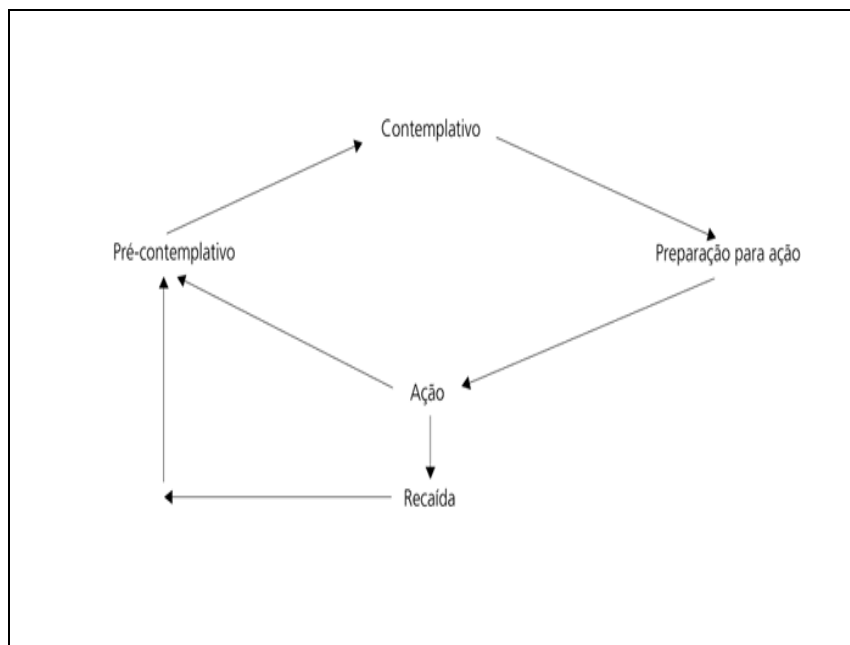 Contemplativo
Pré-contemplativo
Preparação para ação
Ação
Recaída